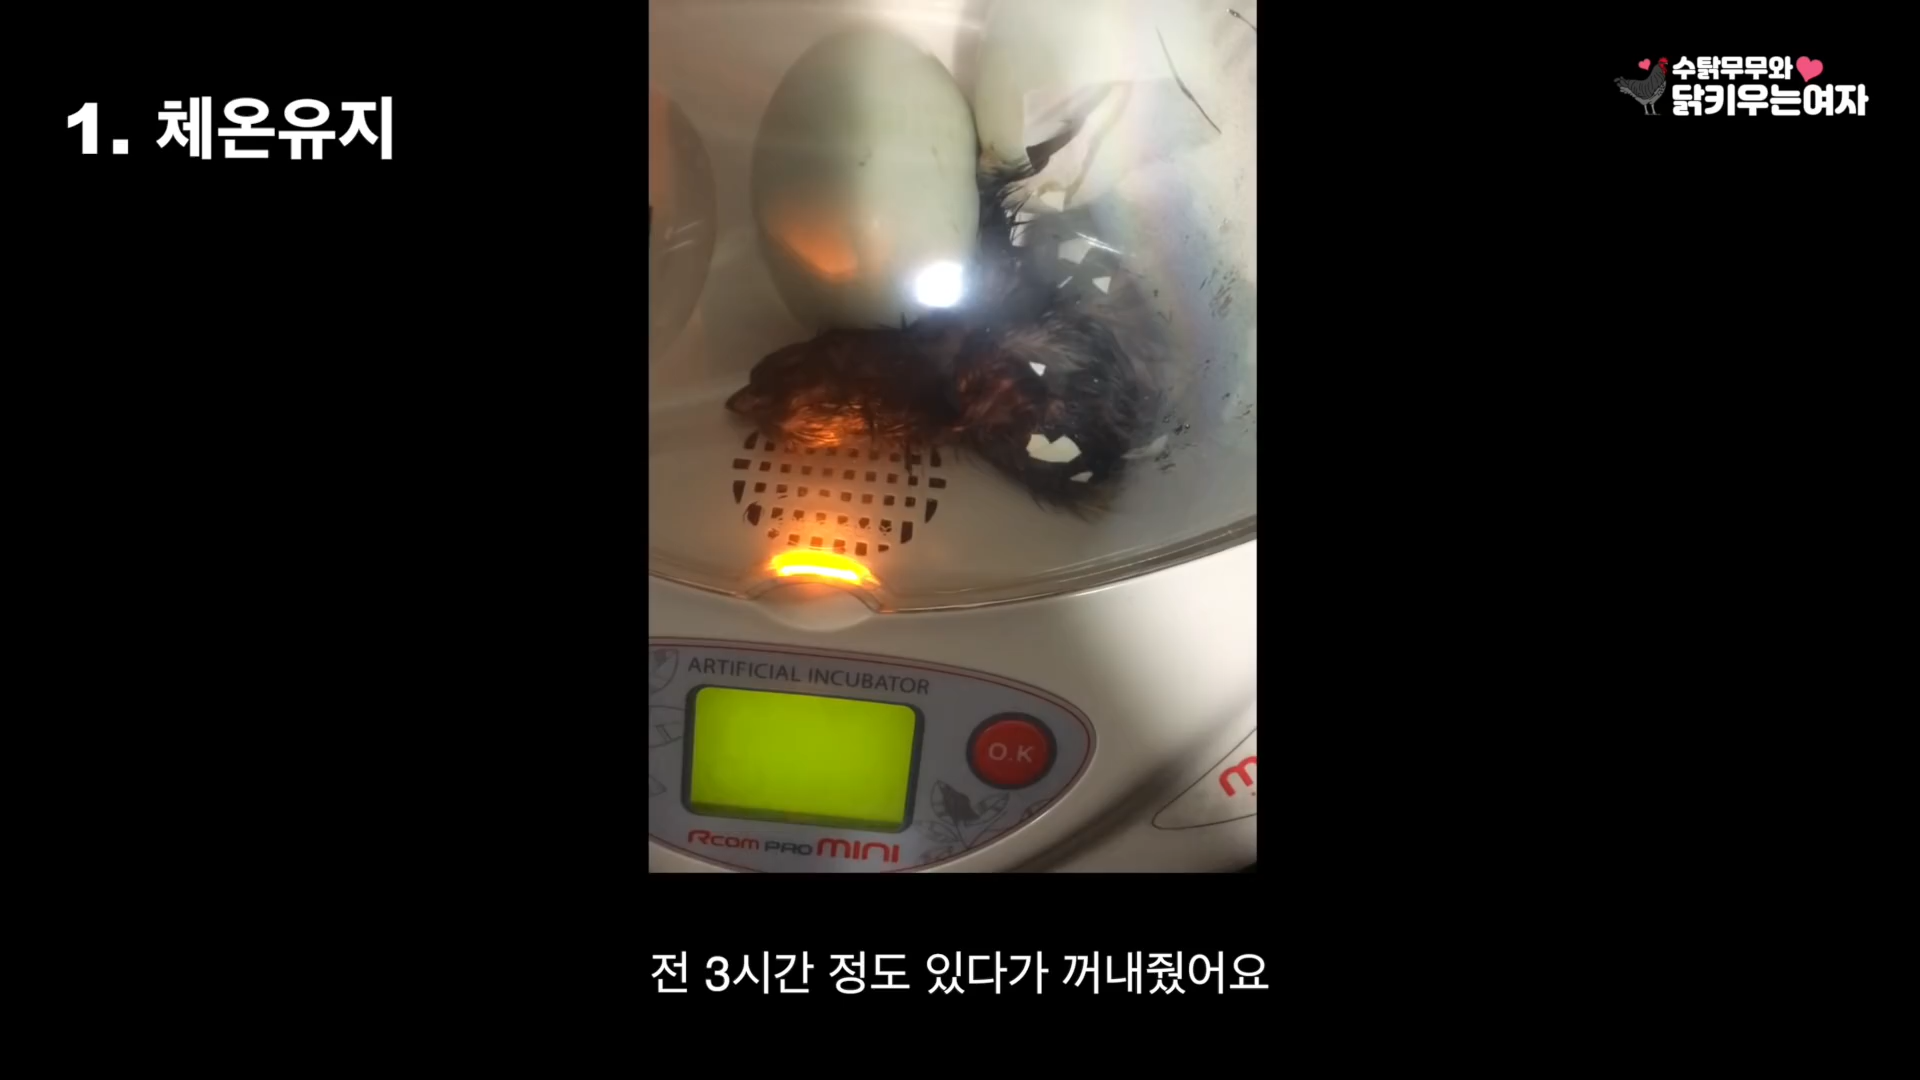 1. 체온유지
수탉무무와
닭키우는여자
ARTIFICIAL INCUBATOR
O.K
Rcom PRO MINI
전 3시간 정도 있다가 꺼내줬어요